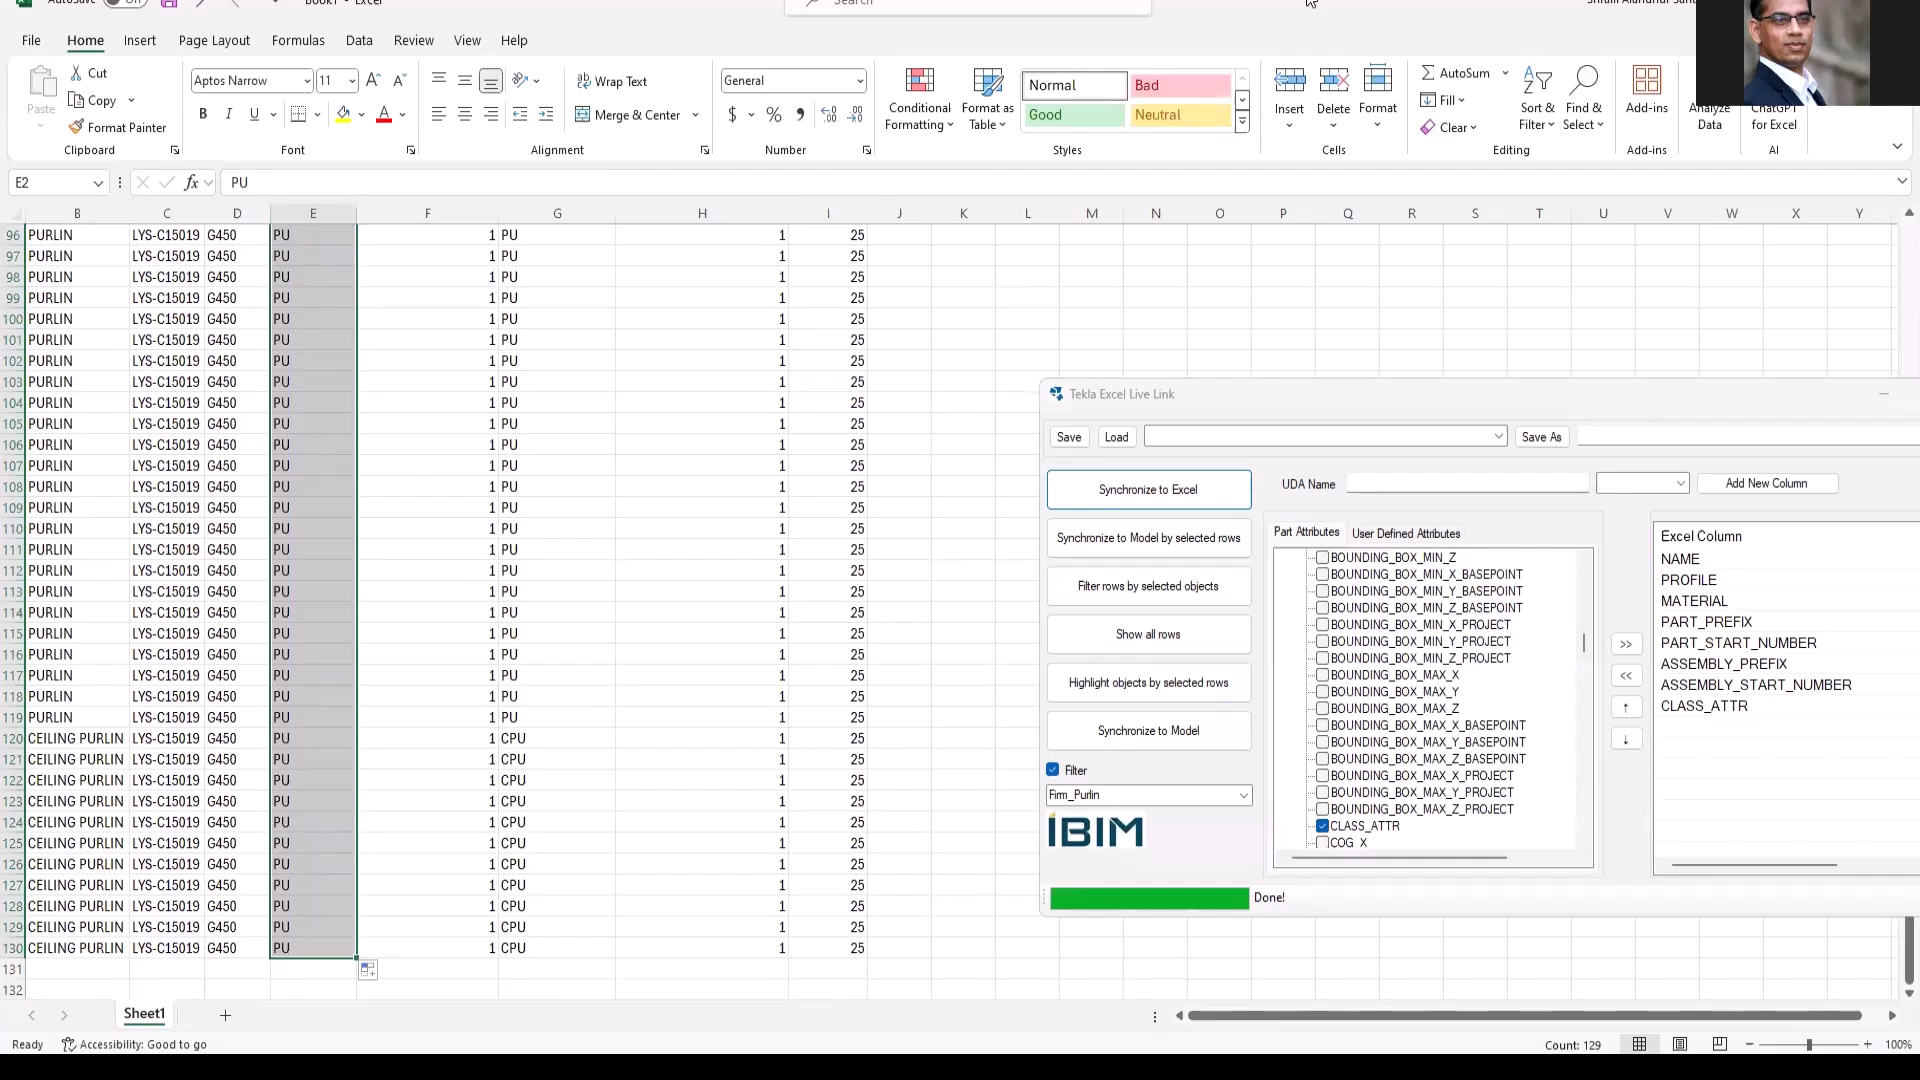 Book1 - Excel
Search
File Home Insert Page Layout Formulas Data Review View Help
Paste
Cut
Copy
Format Painter
Clipboard
Aptos Narrow 11
B I U
Font
Wrap Text
Merge & Center
Alignment
General
$ %
Number
Conditional Formatting
Format as Table
Normal Bad
Good Neutral
Styles
Insert Delete Format
Cells
AutoSum
Fill
Clear
Sort & Filter
Find & Select
Editing
Add-ins
Add-ins
Analyze Data
ChatGPT for Excel
AI
E2 fx PU
B C D E F G H I J K L M N O P Q R S T U V W X Y
96 PURLIN LYS-C15019 G450 PU 1 PU 1 25
97 PURLIN LYS-C15019 G450 PU 1 PU 1 25
98 PURLIN LYS-C15019 G450 PU 1 PU 1 25
99 PURLIN LYS-C15019 G450 PU 1 PU 1 25
100 PURLIN LYS-C15019 G450 PU 1 PU 1 25
101 PURLIN LYS-C15019 G450 PU 1 PU 1 25
102 PURLIN LYS-C15019 G450 PU 1 PU 1 25
103 PURLIN LYS-C15019 G450 PU 1 PU 1 25
104 PURLIN LYS-C15019 G450 PU 1 PU 1 25
105 PURLIN LYS-C15019 G450 PU 1 PU 1 25
106 PURLIN LYS-C15019 G450 PU 1 PU 1 25
107 PURLIN LYS-C15019 G450 PU 1 PU 1 25
108 PURLIN LYS-C15019 G450 PU 1 PU 1 25
109 PURLIN LYS-C15019 G450 PU 1 PU 1 25
110 PURLIN LYS-C15019 G450 PU 1 PU 1 25
111 PURLIN LYS-C15019 G450 PU 1 PU 1 25
112 PURLIN LYS-C15019 G450 PU 1 PU 1 25
113 PURLIN LYS-C15019 G450 PU 1 PU 1 25
114 PURLIN LYS-C15019 G450 PU 1 PU 1 25
115 PURLIN LYS-C15019 G450 PU 1 PU 1 25
116 PURLIN LYS-C15019 G450 PU 1 PU 1 25
117 PURLIN LYS-C15019 G450 PU 1 PU 1 25
118 PURLIN LYS-C15019 G450 PU 1 PU 1 25
119 PURLIN LYS-C15019 G450 PU 1 PU 1 25
120 CEILING PURLIN LYS-C15019 G450 PU 1 CPU 1 25
121 CEILING PURLIN LYS-C15019 G450 PU 1 CPU 1 25
122 CEILING PURLIN LYS-C15019 G450 PU 1 CPU 1 25
123 CEILING PURLIN LYS-C15019 G450 PU 1 CPU 1 25
124 CEILING PURLIN LYS-C15019 G450 PU 1 CPU 1 25
125 CEILING PURLIN LYS-C15019 G450 PU 1 CPU 1 25
126 CEILING PURLIN LYS-C15019 G450 PU 1 CPU 1 25
127 CEILING PURLIN LYS-C15019 G450 PU 1 CPU 1 25
128 CEILING PURLIN LYS-C15019 G450 PU 1 CPU 1 25
129 CEILING PURLIN LYS-C15019 G450 PU 1 CPU 1 25
130 CEILING PURLIN LYS-C15019 G450 PU 1 CPU 1 25
131
132
Tekla Excel Live Link
Save Load Save As
Synchronize to Excel
Synchronize to Model by selected rows
Filter rows by selected objects
Show all rows
Highlight objects by selected rows
Synchronize to Model
Filter
Firm_Purlin
IBIM
Done!
UDA Name Add New Column
Part Attributes User Defined Attributes
BOUNDING_BOX_MIN_Z
BOUNDING_BOX_MIN_X_BASEPOINT
BOUNDING_BOX_MIN_Y_BASEPOINT
BOUNDING_BOX_MIN_Z_BASEPOINT
BOUNDING_BOX_MIN_X_PROJECT
BOUNDING_BOX_MIN_Y_PROJECT
BOUNDING_BOX_MIN_Z_PROJECT
BOUNDING_BOX_MAX_X
BOUNDING_BOX_MAX_Y
BOUNDING_BOX_MAX_Z
BOUNDING_BOX_MAX_X_BASEPOINT
BOUNDING_BOX_MAX_Y_BASEPOINT
BOUNDING_BOX_MAX_Z_BASEPOINT
BOUNDING_BOX_MAX_X_PROJECT
BOUNDING_BOX_MAX_Y_PROJECT
BOUNDING_BOX_MAX_Z_PROJECT
CLASS_ATTR
COG_X
>>
<<
↑
↓
Excel Column
NAME
PROFILE
MATERIAL
PART_PREFIX
PART_START_NUMBER
ASSEMBLY_PREFIX
ASSEMBLY_START_NUMBER
CLASS_ATTR
Sheet1 +
Ready Accessibility: Good to go Count: 129 100%